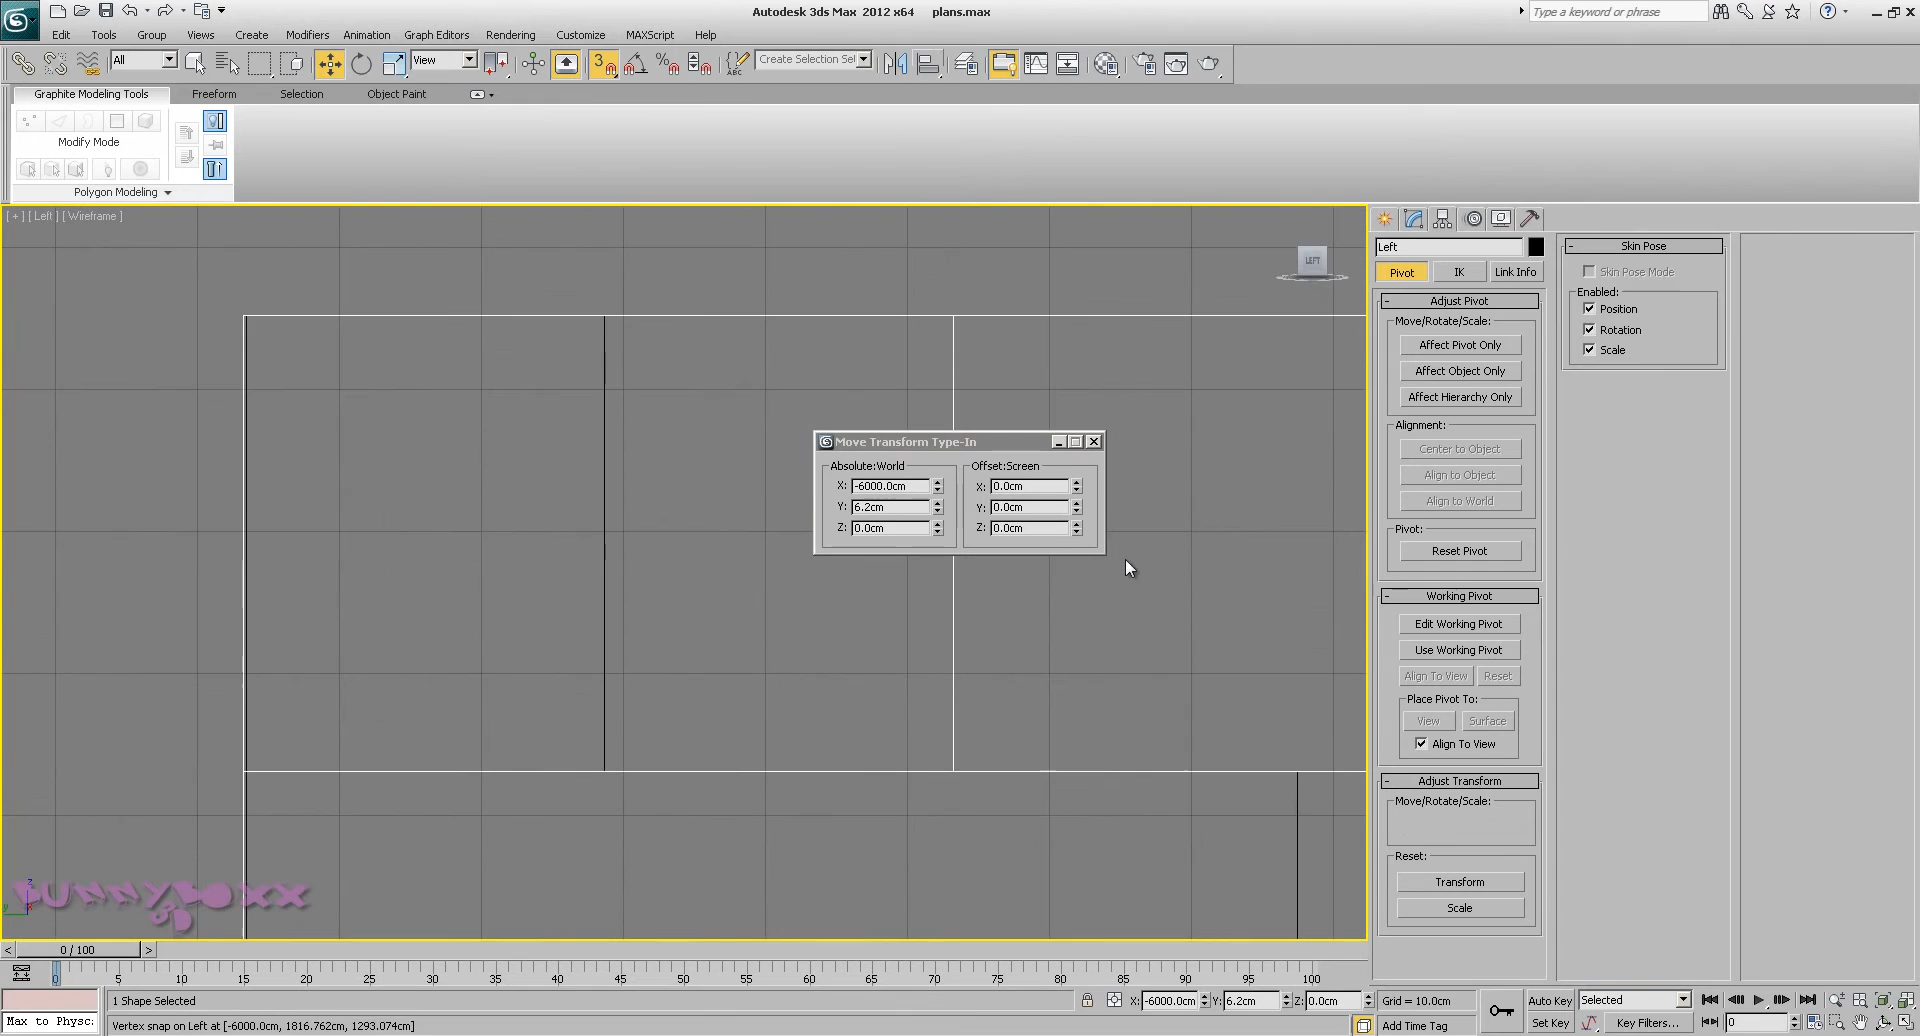 Autodesk 3ds Max 2012 x64 plans.max
Type a keyword or phrase
Edit Tools Group Views Create Modifiers Animation Graph Editors Rendering Customize MAXScript Help
All View 3 ABC Create Selection Sel
Graphite Modeling Tools Freeform Selection Object Paint
Modify Mode
Polygon Modeling
[ + ] [ Left ] [ Wireframe ]
LEFT
Move Transform Type-In
Absolute:World Offset:Screen
X: -6000.0cm X: 0.0cm
Y: 6.2cm Y: 0.0cm
Z: 0.0cm Z: 0.0cm
Left
Pivot IK Link Info
- Adjust Pivot
Move/Rotate/Scale:
Affect Pivot Only
Affect Object Only
Affect Hierarchy Only
Alignment:
Center to Object
Align to Object
Align to World
Pivot:
Reset Pivot
- Working Pivot
Edit Working Pivot
Use Working Pivot
Align To View Reset
Place Pivot To:
View Surface
Align To View
- Adjust Transform
Move/Rotate/Scale:
Reset:
Transform
Scale
- Skin Pose
Skin Pose Mode
Enabled:
Position
Rotation
Scale
z
y x
FUNNYBOXX
3D
< 0 / 100 >
0 5 10 15 20 25 30 35 40 45 50 55 60 65 70 75 80 85 90 95 100
1 Shape Selected X: -6000.0cm Y: 6.2cm Z: 0.0cm Grid = 10.0cm Auto Key Selected
Max to Physc: Vertex snap on Left at [-6000.0cm, 1816.762cm, 1293.074cm] Add Time Tag Set Key Key Filters... 0